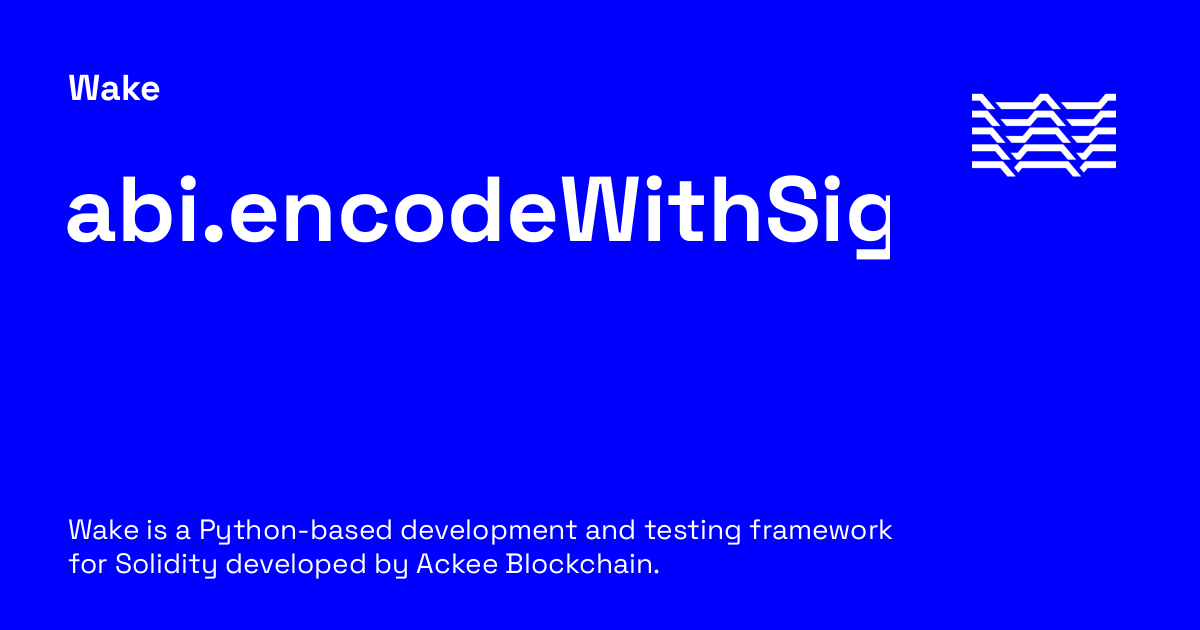 Wake
abi.encodeWithSig
Wake is a Python-based development and testing framework
for Solidity developed by Ackee Blockchain.